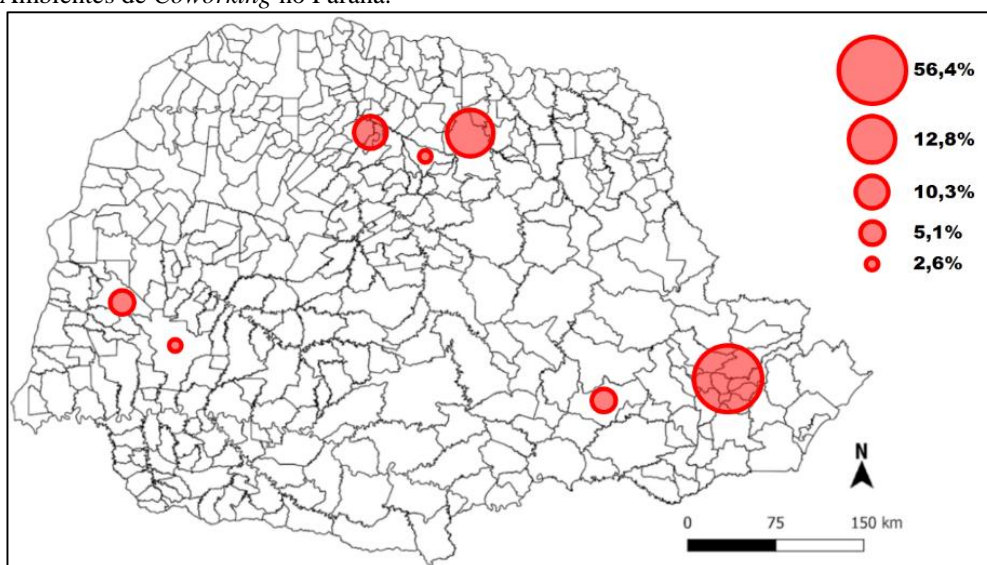 Ambientes de Coworking no Paraná.
56,4%
12,8%
10,3%
5,1%
2,6%
N
0 75 150 km